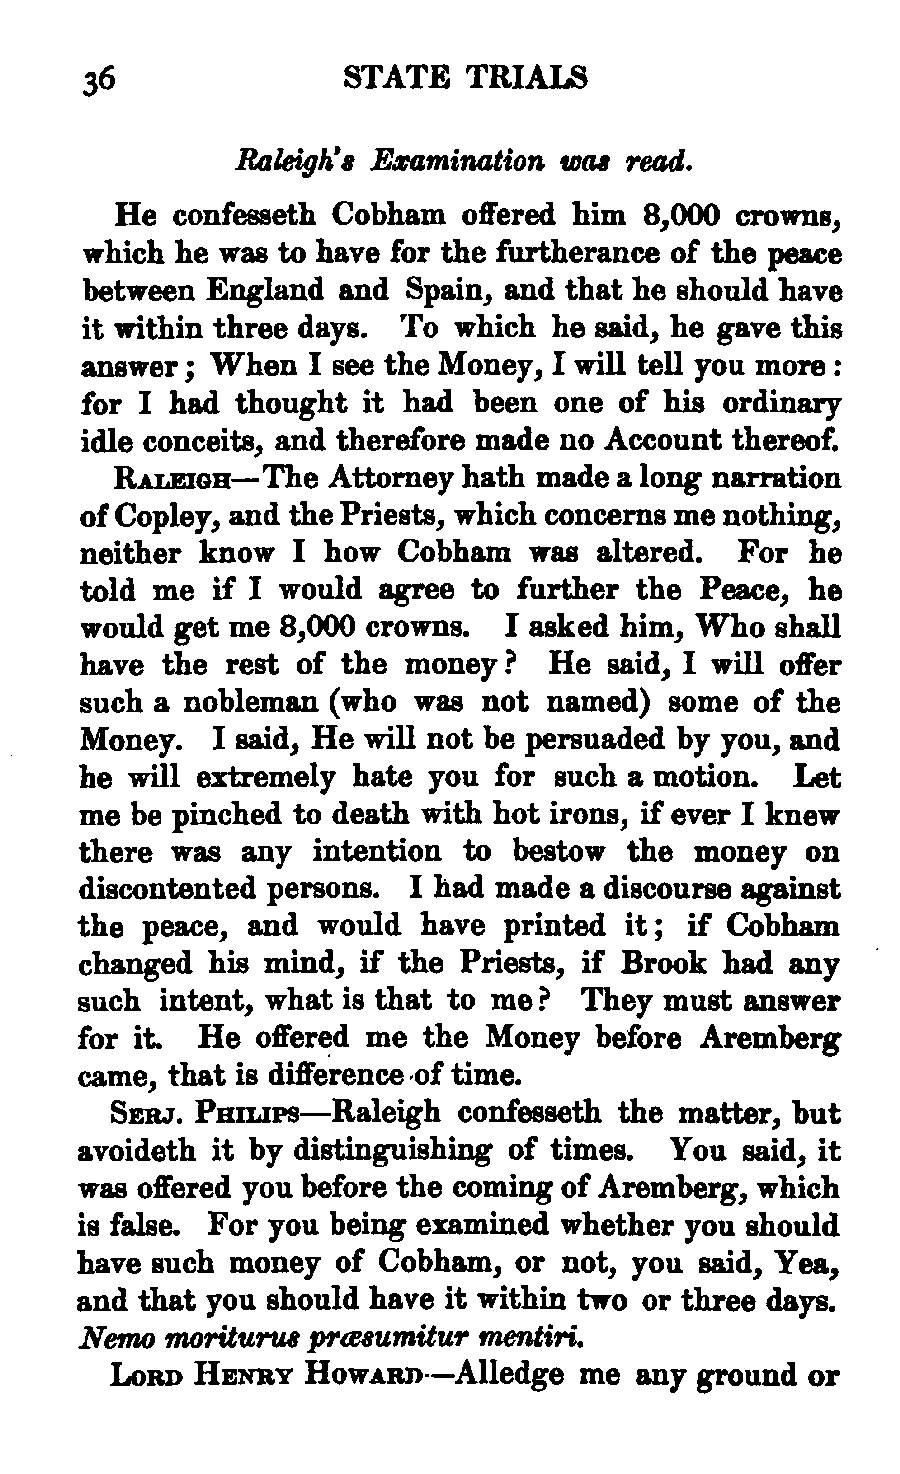 36 STATE TRIALS
Raleigh's Examination was read.
He confesseth Cobham offered him 8,000 crowns,
which he was to have for the furtherance of the peace
between England and Spain, and that he should have
it within three days. To which he said, he gave this
answer; When I see the Money, I will tell you more:
for I had thought it had been one of his ordinary
idle conceits, and therefore made no Account thereof.
RALEIGH—The Attorney hath made a long narration
of Copley, and the Priests, which concerns me nothing,
neither know I how Cobham was altered. For he
told me if I would agree to further the Peace, he
would get me 8,000 crowns. I asked him, Who shall
have the rest of the money? He said, I will offer
such a nobleman (who was not named) some of the
Money. I said, He will not be persuaded by you, and
he will extremely hate you for such a motion. Let
me be pinched to death with hot irons, if ever I knew
there was any intention to bestow the money on
discontented persons. I had made a discourse against
the peace, and would have printed it; if Cobham
changed his mind, if the Priests, if Brook had any
such intent, what is that to me? They must answer
for it. He offered me the Money before Aremberg
came, that is difference of time.
SERJ. PHILIPS—Raleigh confesseth the matter, but
avoideth it by distinguishing of times. You said, it
was offered you before the coming of Aremberg, which
is false. For you being examined whether you should
have such money of Cobham, or not, you said, Yea,
and that you should have it within two or three days.
Nemo moriturus præsumitur mentiri.
LORD HENRY HOWARD—Alledge me any ground or